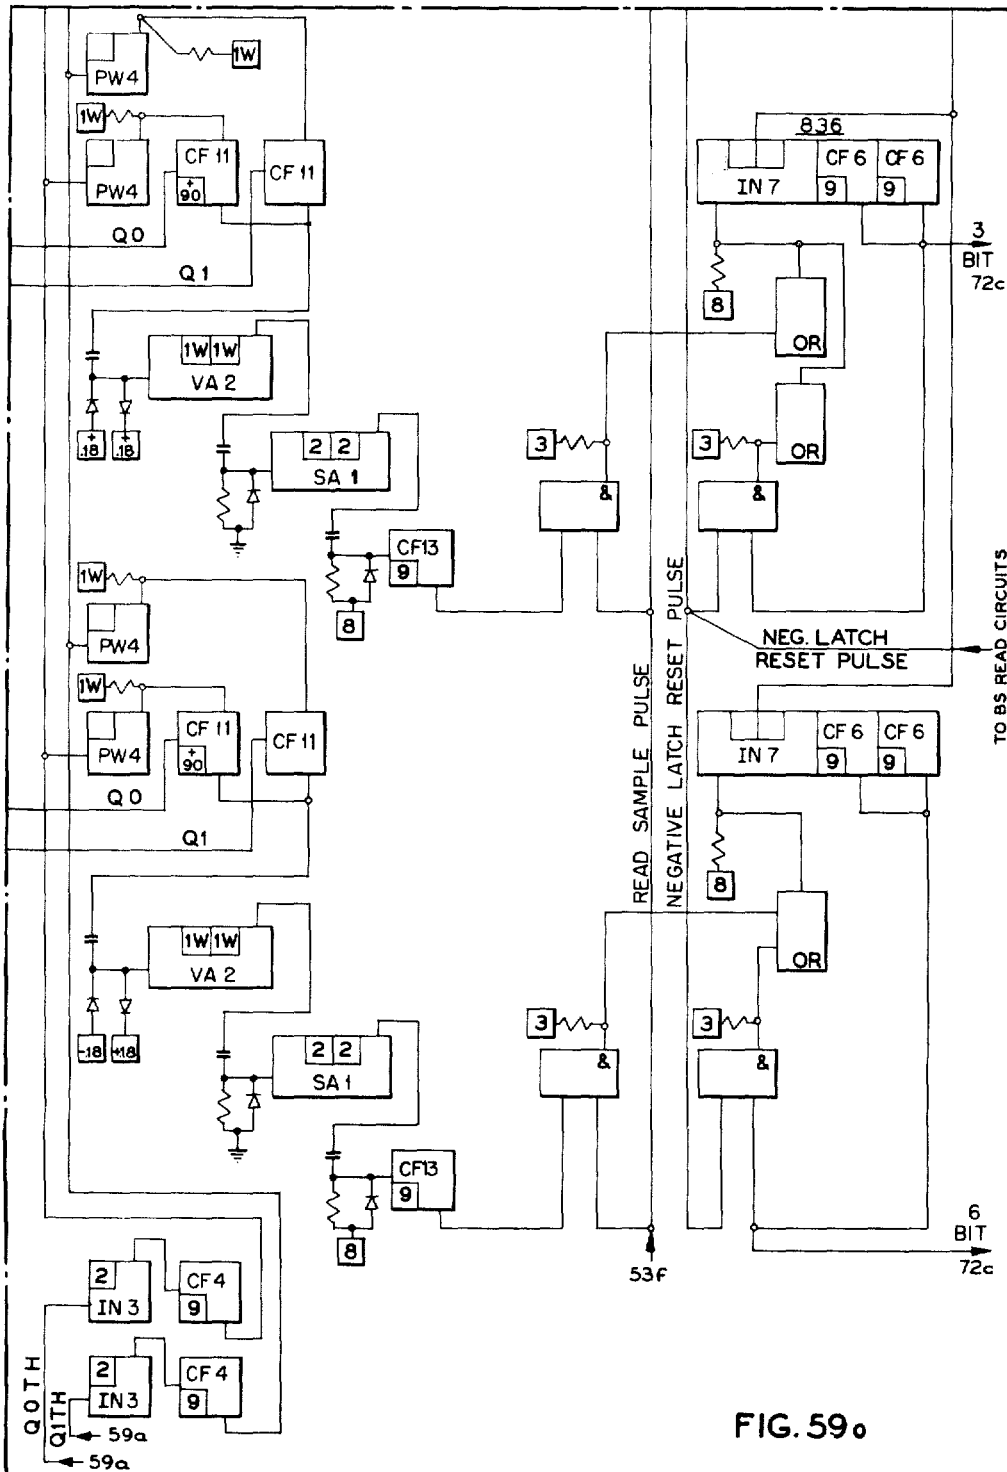 PW4
1W
1W
PW4
CF 11
+
90
CF 11
Q0
Q1
1W 1W
VA 2
+
.18
+
.18
2 2
SA 1
CF13
9
8
836
IN 7
CF 6
9
CF 6
9
3
BIT
72c
8
OR
OR
3
&
3
&
1W
PW4
1W
PW4
CF 11
+
90
CF 11
Q0
Q1
READ SAMPLE PULSE
NEGATIVE LATCH RESET PULSE
NEG. LATCH
RESET PULSE
TO BS READ CIRCUITS
IN 7
CF 6
9
CF 6
9
8
OR
1W 1W
VA 2
-.18
+.18
2 2
SA 1
CF13
9
8
3
&
3
&
53f
6
BIT
72c
2
IN 3
CF 4
9
2
IN 3
CF 4
9
Q0TH
Q1TH
59a
59a
FIG. 59o